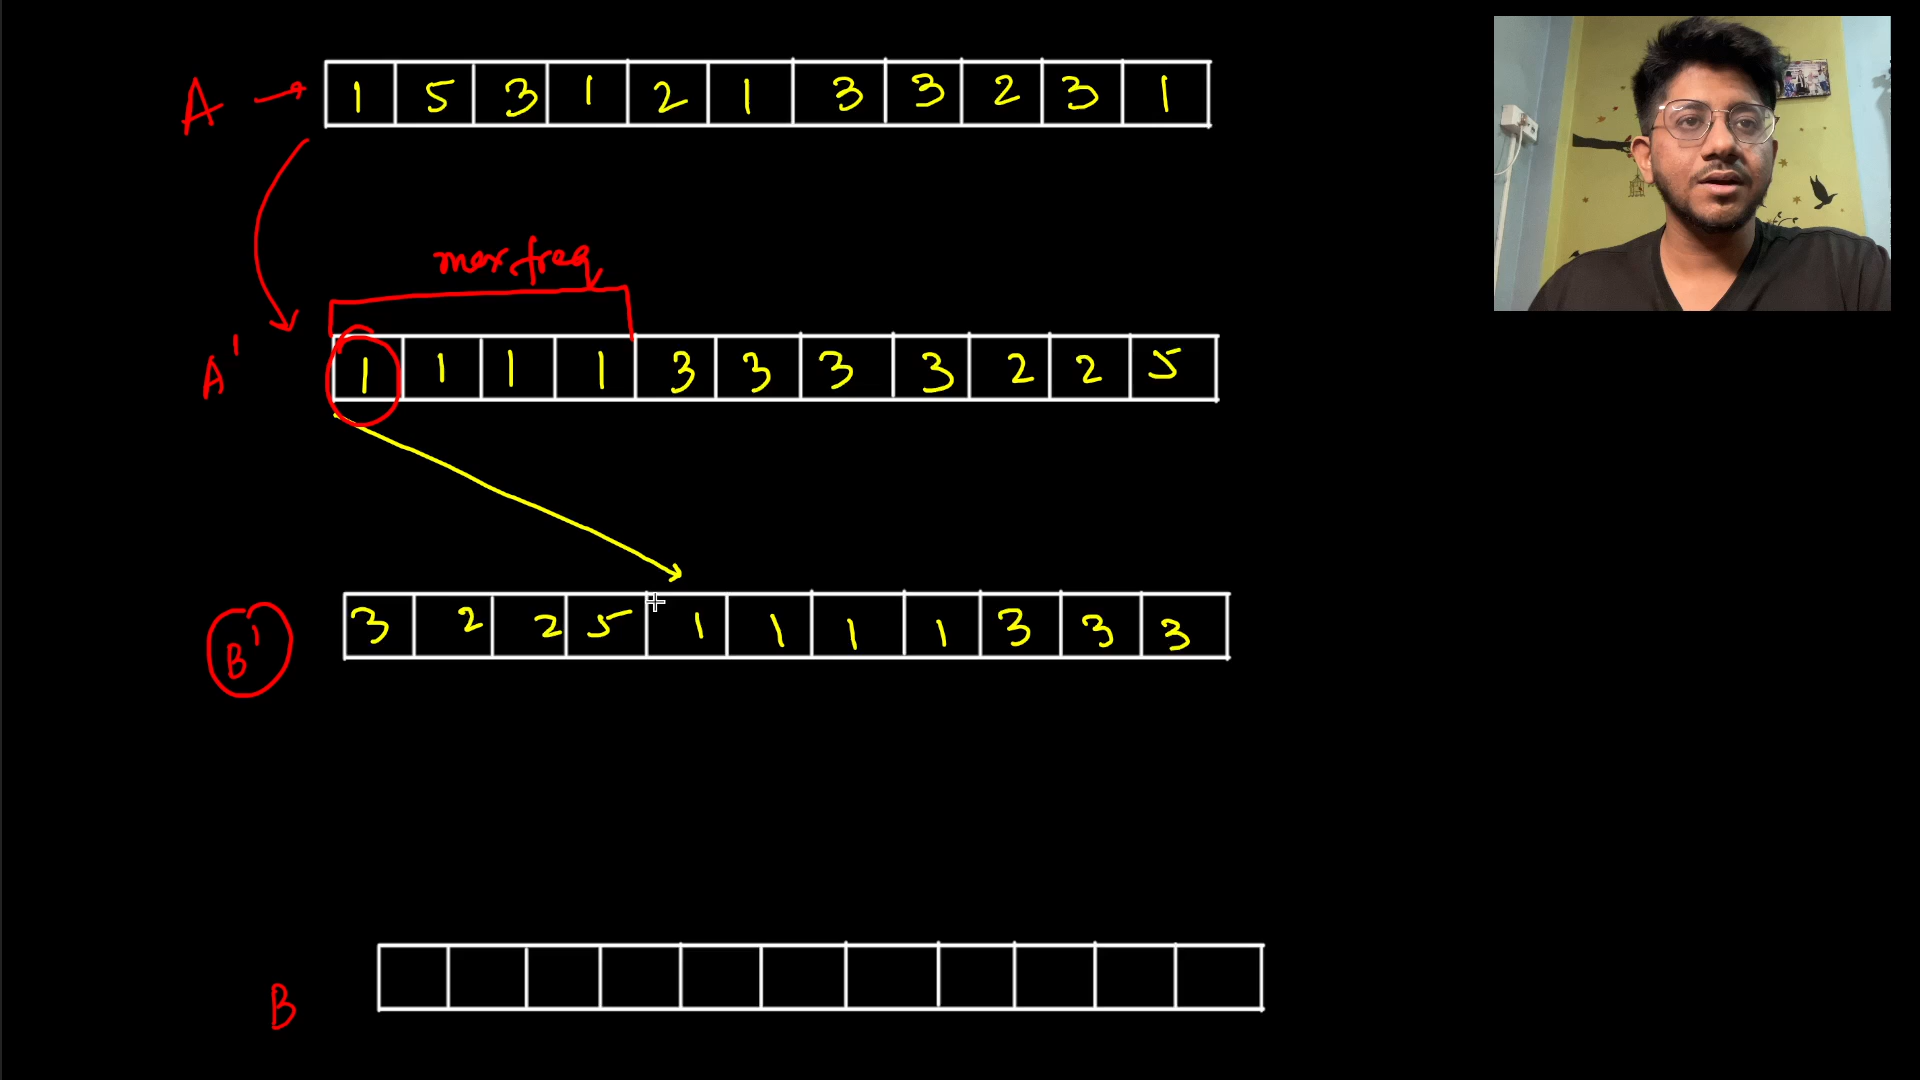 A → 1 5 3 1 2 1 3 3 2 3 1
max freq
A' 1 1 1 1 3 3 3 3 2 2 5
B' 3 2 2 5 1 1 1 1 3 3 3
B